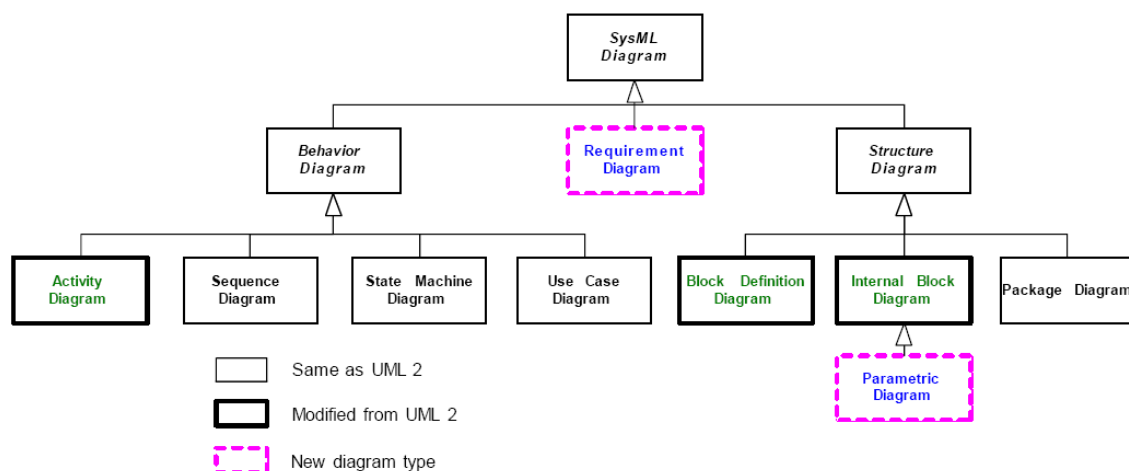 SysML
Diagram
Behavior
Diagram
Requirement
Diagram
Structure
Diagram
Activity
Diagram
Sequence
Diagram
State Machine
Diagram
Use Case
Diagram
Block Definition
Diagram
Internal Block
Diagram
Package Diagram
Parametric
Diagram
Same as UML 2
Modified from UML 2
New diagram type